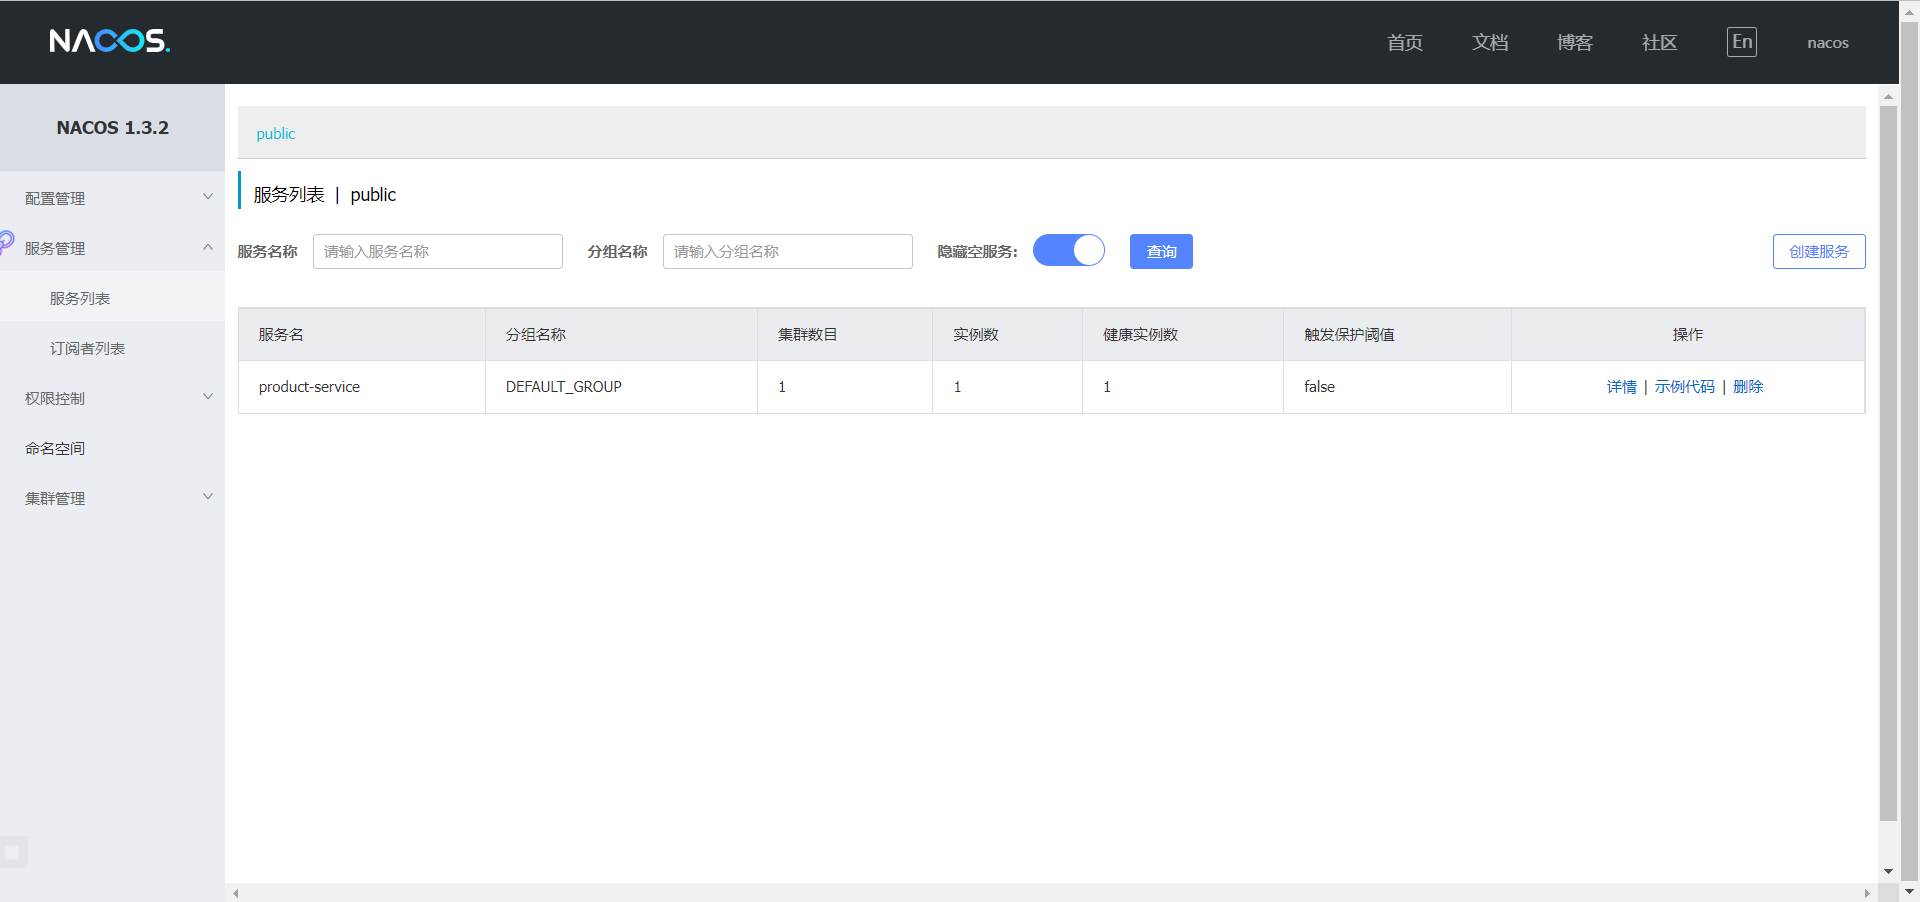 NACOS.
首页 文档 博客 社区 En nacos
NACOS 1.3.2
配置管理
服务管理
服务列表
订阅者列表
权限控制
命名空间
集群管理
public
服务列表 | public
服务名称 请输入服务名称 分组名称 请输入分组名称 隐藏空服务: 查询 创建服务
服务名 分组名称 集群数目 实例数 健康实例数 触发保护阈值 操作
product-service DEFAULT_GROUP 1 1 1 false 详情 | 示例代码 | 删除